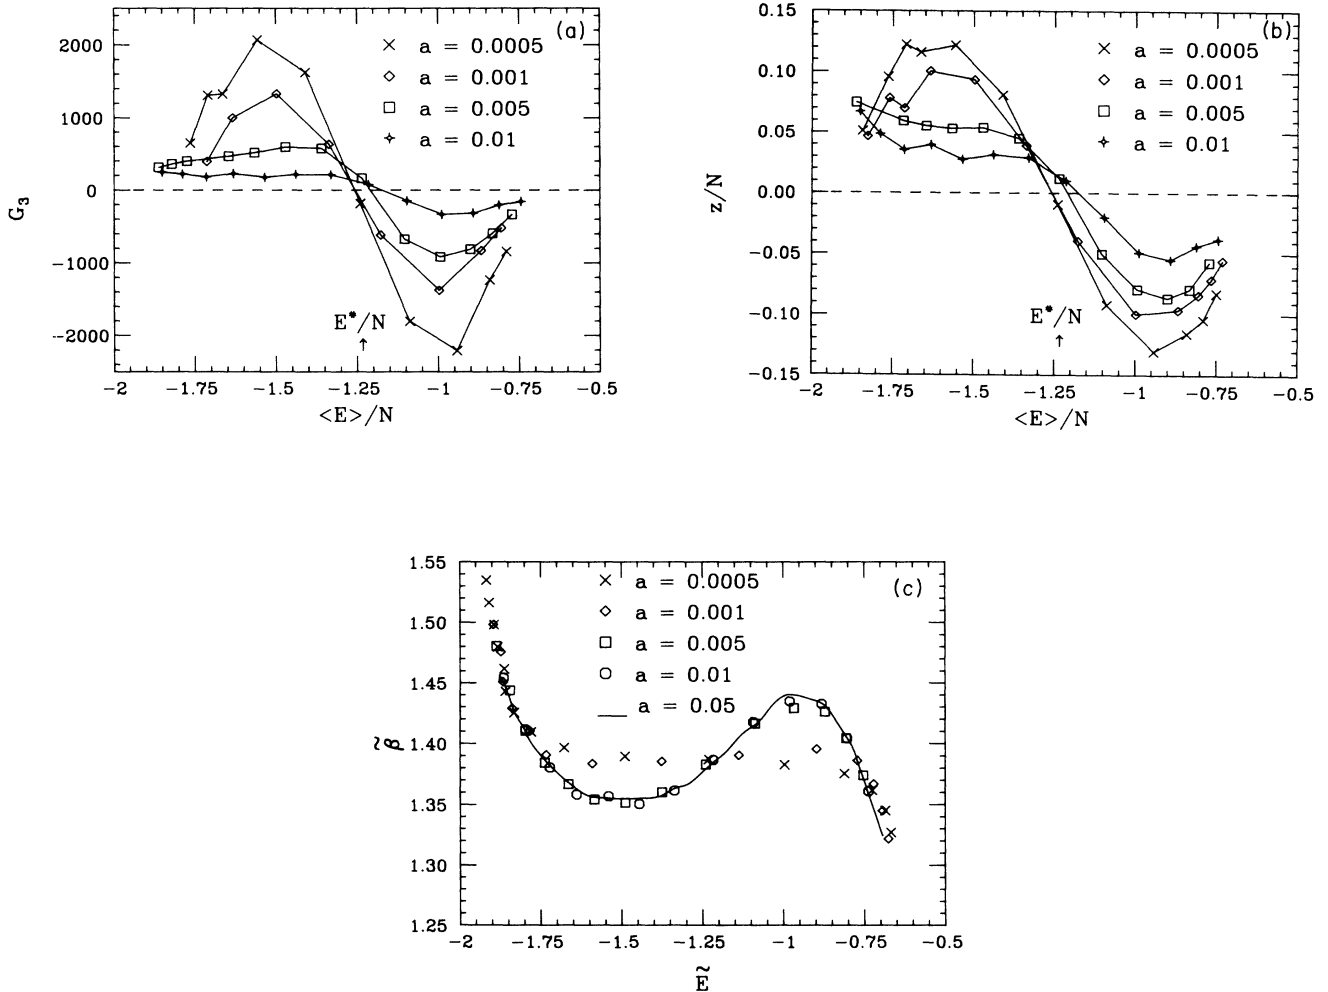 (a)
2000
1000
0
−1000
−2000
G₃
× a = 0.0005
◇ a = 0.001
□ a = 0.005
✦ a = 0.01
E*/N
↑
−2 −1.75 −1.5 −1.25 −1 −0.75 −0.5
<E>/N
(b)
0.15
0.10
0.05
0.00
−0.05
−0.10
−0.15
z/N
× a = 0.0005
◇ a = 0.001
□ a = 0.005
✦ a = 0.01
E*/N
↑
−2 −1.75 −1.5 −1.25 −1 −0.75 −0.5
<E>/N
(c)
1.55
1.50
1.45
1.40
1.35
1.30
1.25
β̃
× a = 0.0005
◇ a = 0.001
□ a = 0.005
○ a = 0.01
— a = 0.05
−2 −1.75 −1.5 −1.25 −1 −0.75 −0.5
Ẽ